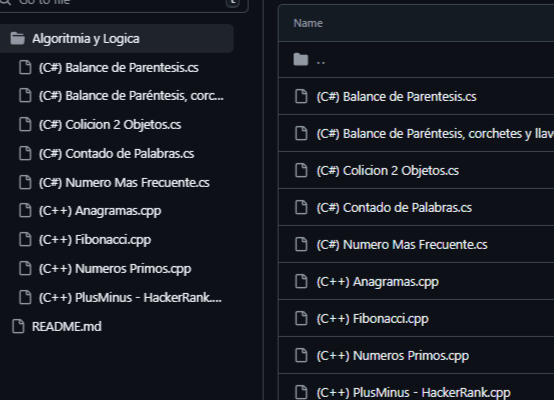 Go to file
t
Algoritmia y Logica
(C#) Balance de Parentesis.cs
(C#) Balance de Paréntesis, corc...
(C#) Colicion 2 Objetos.cs
(C#) Contado de Palabras.cs
(C#) Numero Mas Frecuente.cs
(C++) Anagramas.cpp
(C++) Fibonacci.cpp
(C++) Numeros Primos.cpp
(C++) PlusMinus - HackerRank....
README.md
Name
..
(C#) Balance de Parentesis.cs
(C#) Balance de Paréntesis, corchetes y llav
(C#) Colicion 2 Objetos.cs
(C#) Contado de Palabras.cs
(C#) Numero Mas Frecuente.cs
(C++) Anagramas.cpp
(C++) Fibonacci.cpp
(C++) Numeros Primos.cpp
(C++) PlusMinus - HackerRank.cpp